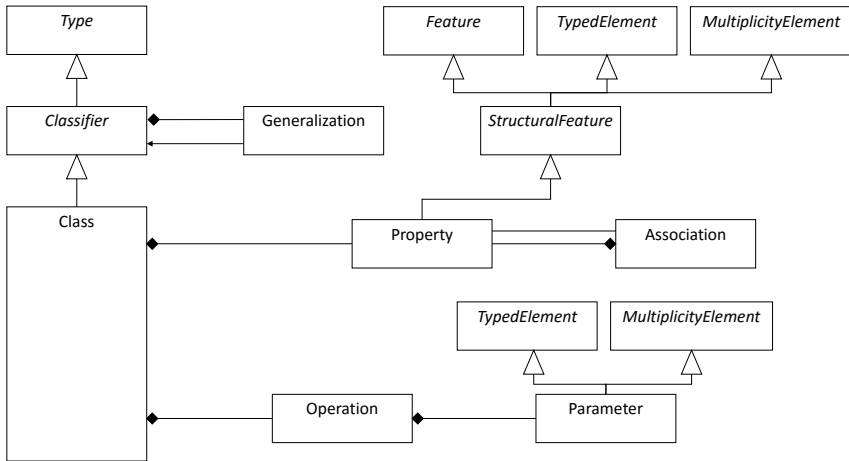 Type
Feature
TypedElement
MultiplicityElement
Classifier
Generalization
StructuralFeature
Class
Property
Association
TypedElement
MultiplicityElement
Operation
Parameter